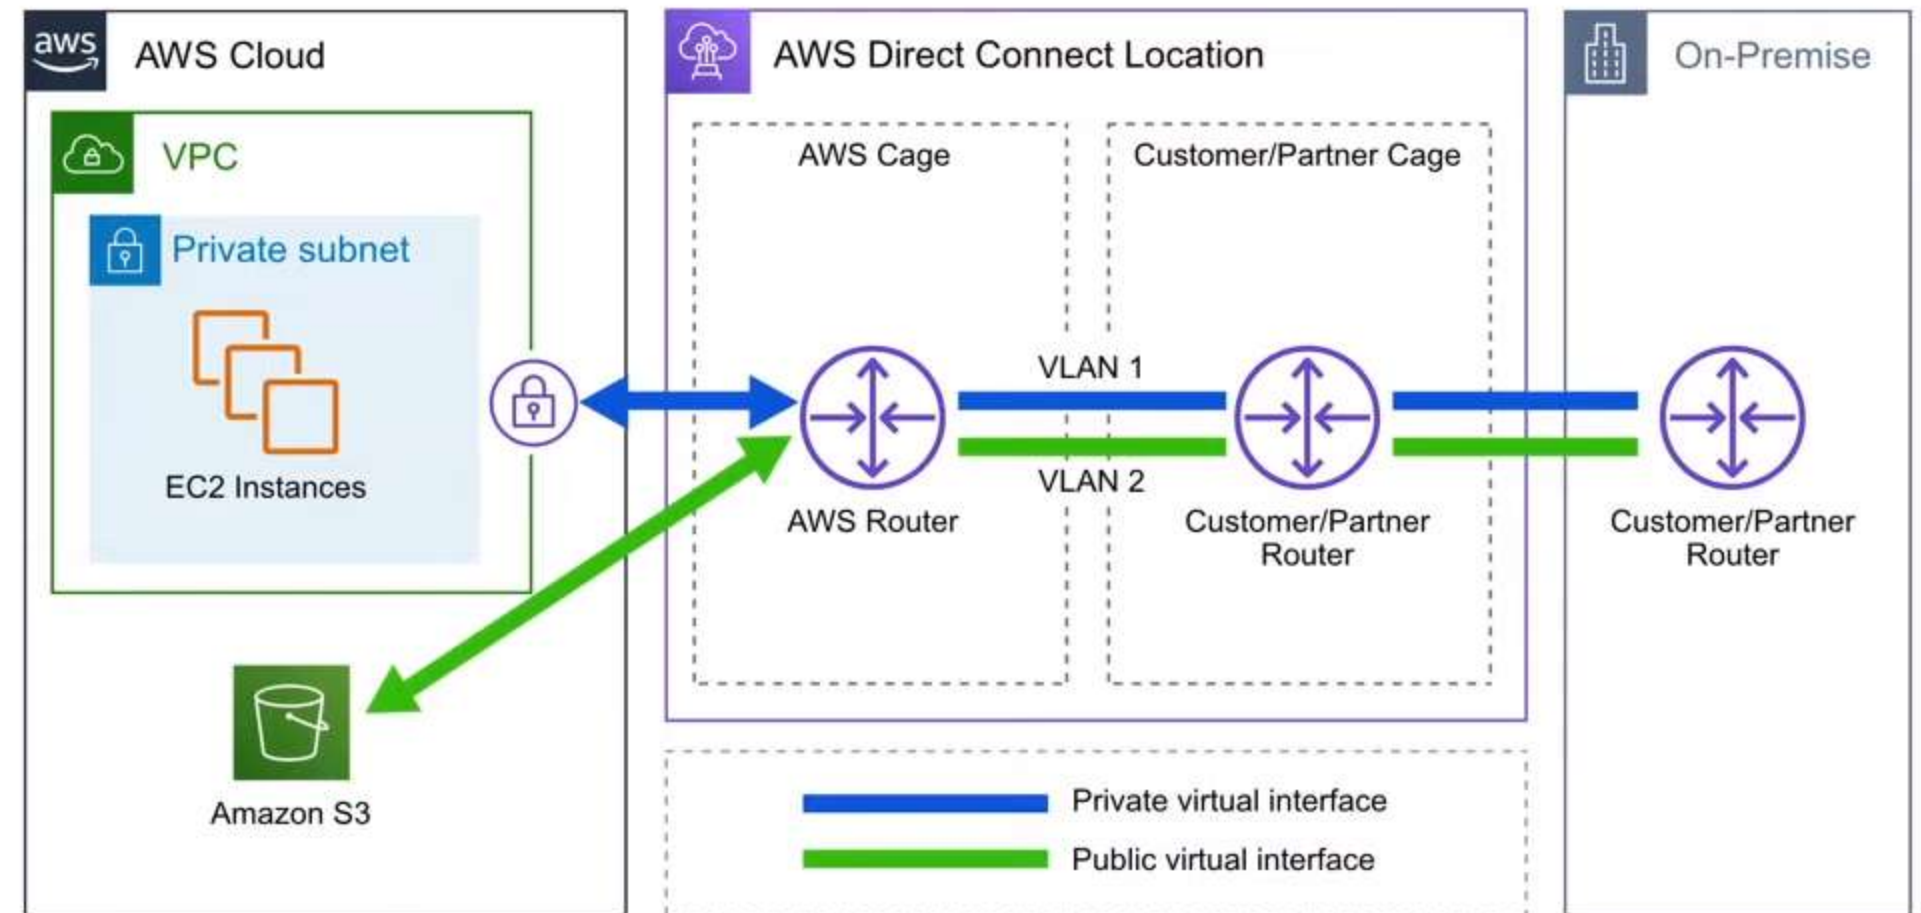 aws
AWS Cloud
VPC
Private subnet
EC2 Instances
Amazon S3
AWS Direct Connect Location
AWS Cage
Customer/Partner Cage
VLAN 1
VLAN 2
AWS Router
Customer/Partner
Router
On-Premise
Customer/Partner
Router
Private virtual interface
Public virtual interface